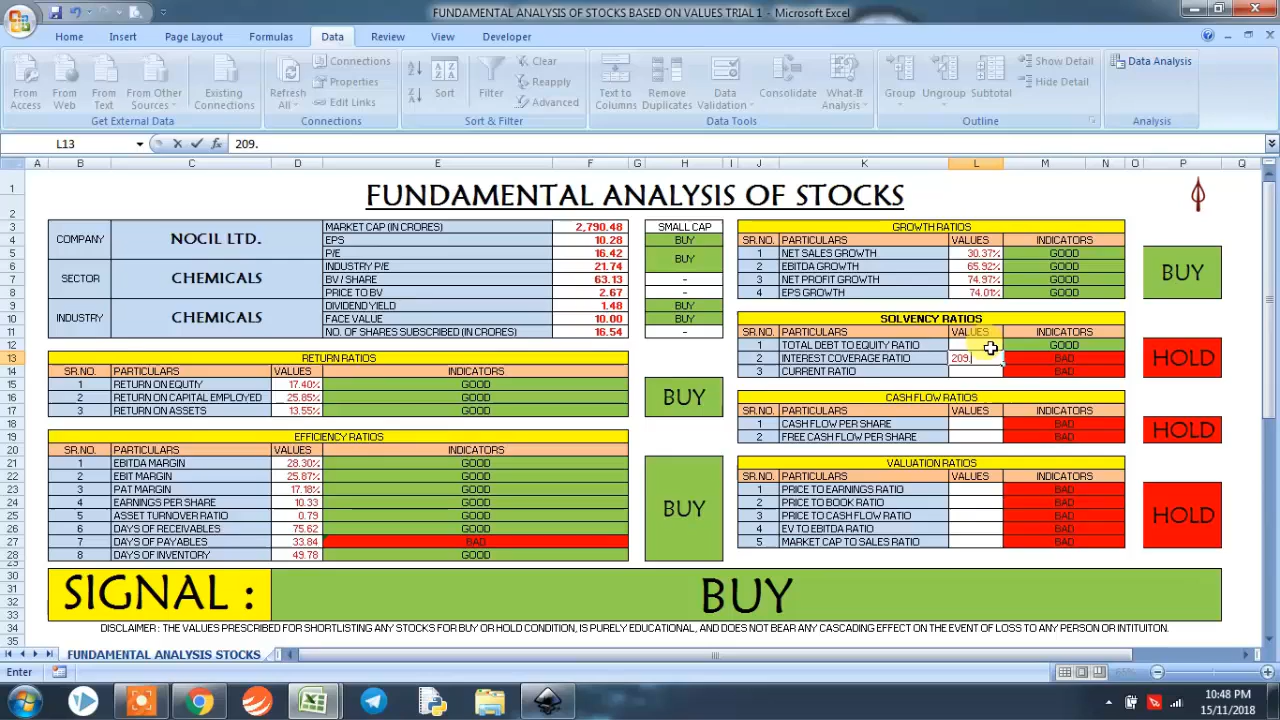 FUNDAMENTAL ANALYSIS OF STOCKS BASED ON VALUES TRIAL 1 - Microsoft Excel
Home Insert Page Layout Formulas Data Review View Developer
From Access From Web From Text From Other Sources Existing Connections Refresh All Connections Properties Edit Links Sort Filter Clear Reapply Advanced Text to Columns Remove Duplicates Data Validation Consolidate What-If Analysis Group Ungroup Subtotal Show Detail Hide Detail Data Analysis
Get External Data Connections Sort & Filter Data Tools Outline Analysis
L13 fx 209.
A B C D E F G H I J K L M N O P Q
FUNDAMENTAL ANALYSIS OF STOCKS
COMPANY NOCIL LTD.
SECTOR CHEMICALS
INDUSTRY CHEMICALS
MARKET CAP (IN CRORES) 2,790.48 SMALL CAP
EPS 10.28 BUY
P/E 16.42 BUY
INDUSTRY P/E 21.74
BV / SHARE 63.13 -
PRICE TO BV 2.67 -
DIVIDEND YIELD 1.48 BUY
FACE VALUE 10.00 BUY
NO. OF SHARES SUBSCRIBED (IN CRORES) 16.54 -
RETURN RATIOS
SR.NO. PARTICULARS VALUES INDICATORS
1 RETURN ON EQUITY 17.40% GOOD
2 RETURN ON CAPITAL EMPLOYED 25.85% GOOD
3 RETURN ON ASSETS 13.55% GOOD
BUY
EFFICIENCY RATIOS
SR.NO. PARTICULARS VALUES INDICATORS
1 EBITDA MARGIN 28.30% GOOD
2 EBIT MARGIN 25.87% GOOD
3 PAT MARGIN 17.18% GOOD
4 EARNINGS PER SHARE 10.33 GOOD
5 ASSET TURNOVER RATIO 0.79 GOOD
6 DAYS OF RECEIVABLES 75.62 GOOD
7 DAYS OF PAYABLES 33.84 BAD
8 DAYS OF INVENTORY 49.78 GOOD
BUY
GROWTH RATIOS
SR.NO. PARTICULARS VALUES INDICATORS
1 NET SALES GROWTH 30.37% GOOD
2 EBITDA GROWTH 65.92% GOOD
3 NET PROFIT GROWTH 74.97% GOOD
4 EPS GROWTH 74.01% GOOD
BUY
SOLVENCY RATIOS
SR.NO. PARTICULARS VALUES INDICATORS
1 TOTAL DEBT TO EQUITY RATIO GOOD
2 INTEREST COVERAGE RATIO 209. BAD
3 CURRENT RATIO BAD
HOLD
CASH FLOW RATIOS
SR.NO. PARTICULARS VALUES INDICATORS
1 CASH FLOW PER SHARE BAD
2 FREE CASH FLOW PER SHARE BAD
HOLD
VALUATION RATIOS
SR.NO. PARTICULARS VALUES INDICATORS
1 PRICE TO EARNINGS RATIO BAD
2 PRICE TO BOOK RATIO BAD
3 PRICE TO CASH FLOW RATIO BAD
4 EV TO EBITDA RATIO BAD
5 MARKET CAP TO SALES RATIO BAD
HOLD
SIGNAL : BUY
DISCLAIMER : THE VALUES PRESCRIBED FOR SHORTLISTING ANY STOCKS FOR BUY OR HOLD CONDITION, IS PURELY EDUCATIONAL, AND DOES NOT BEAR ANY CASCADING EFFECT ON THE EVENT OF LOSS TO ANY PERSON OR INTITUITON.
FUNDAMENTAL ANALYSIS STOCKS
Enter
10:48 PM
15/11/2018